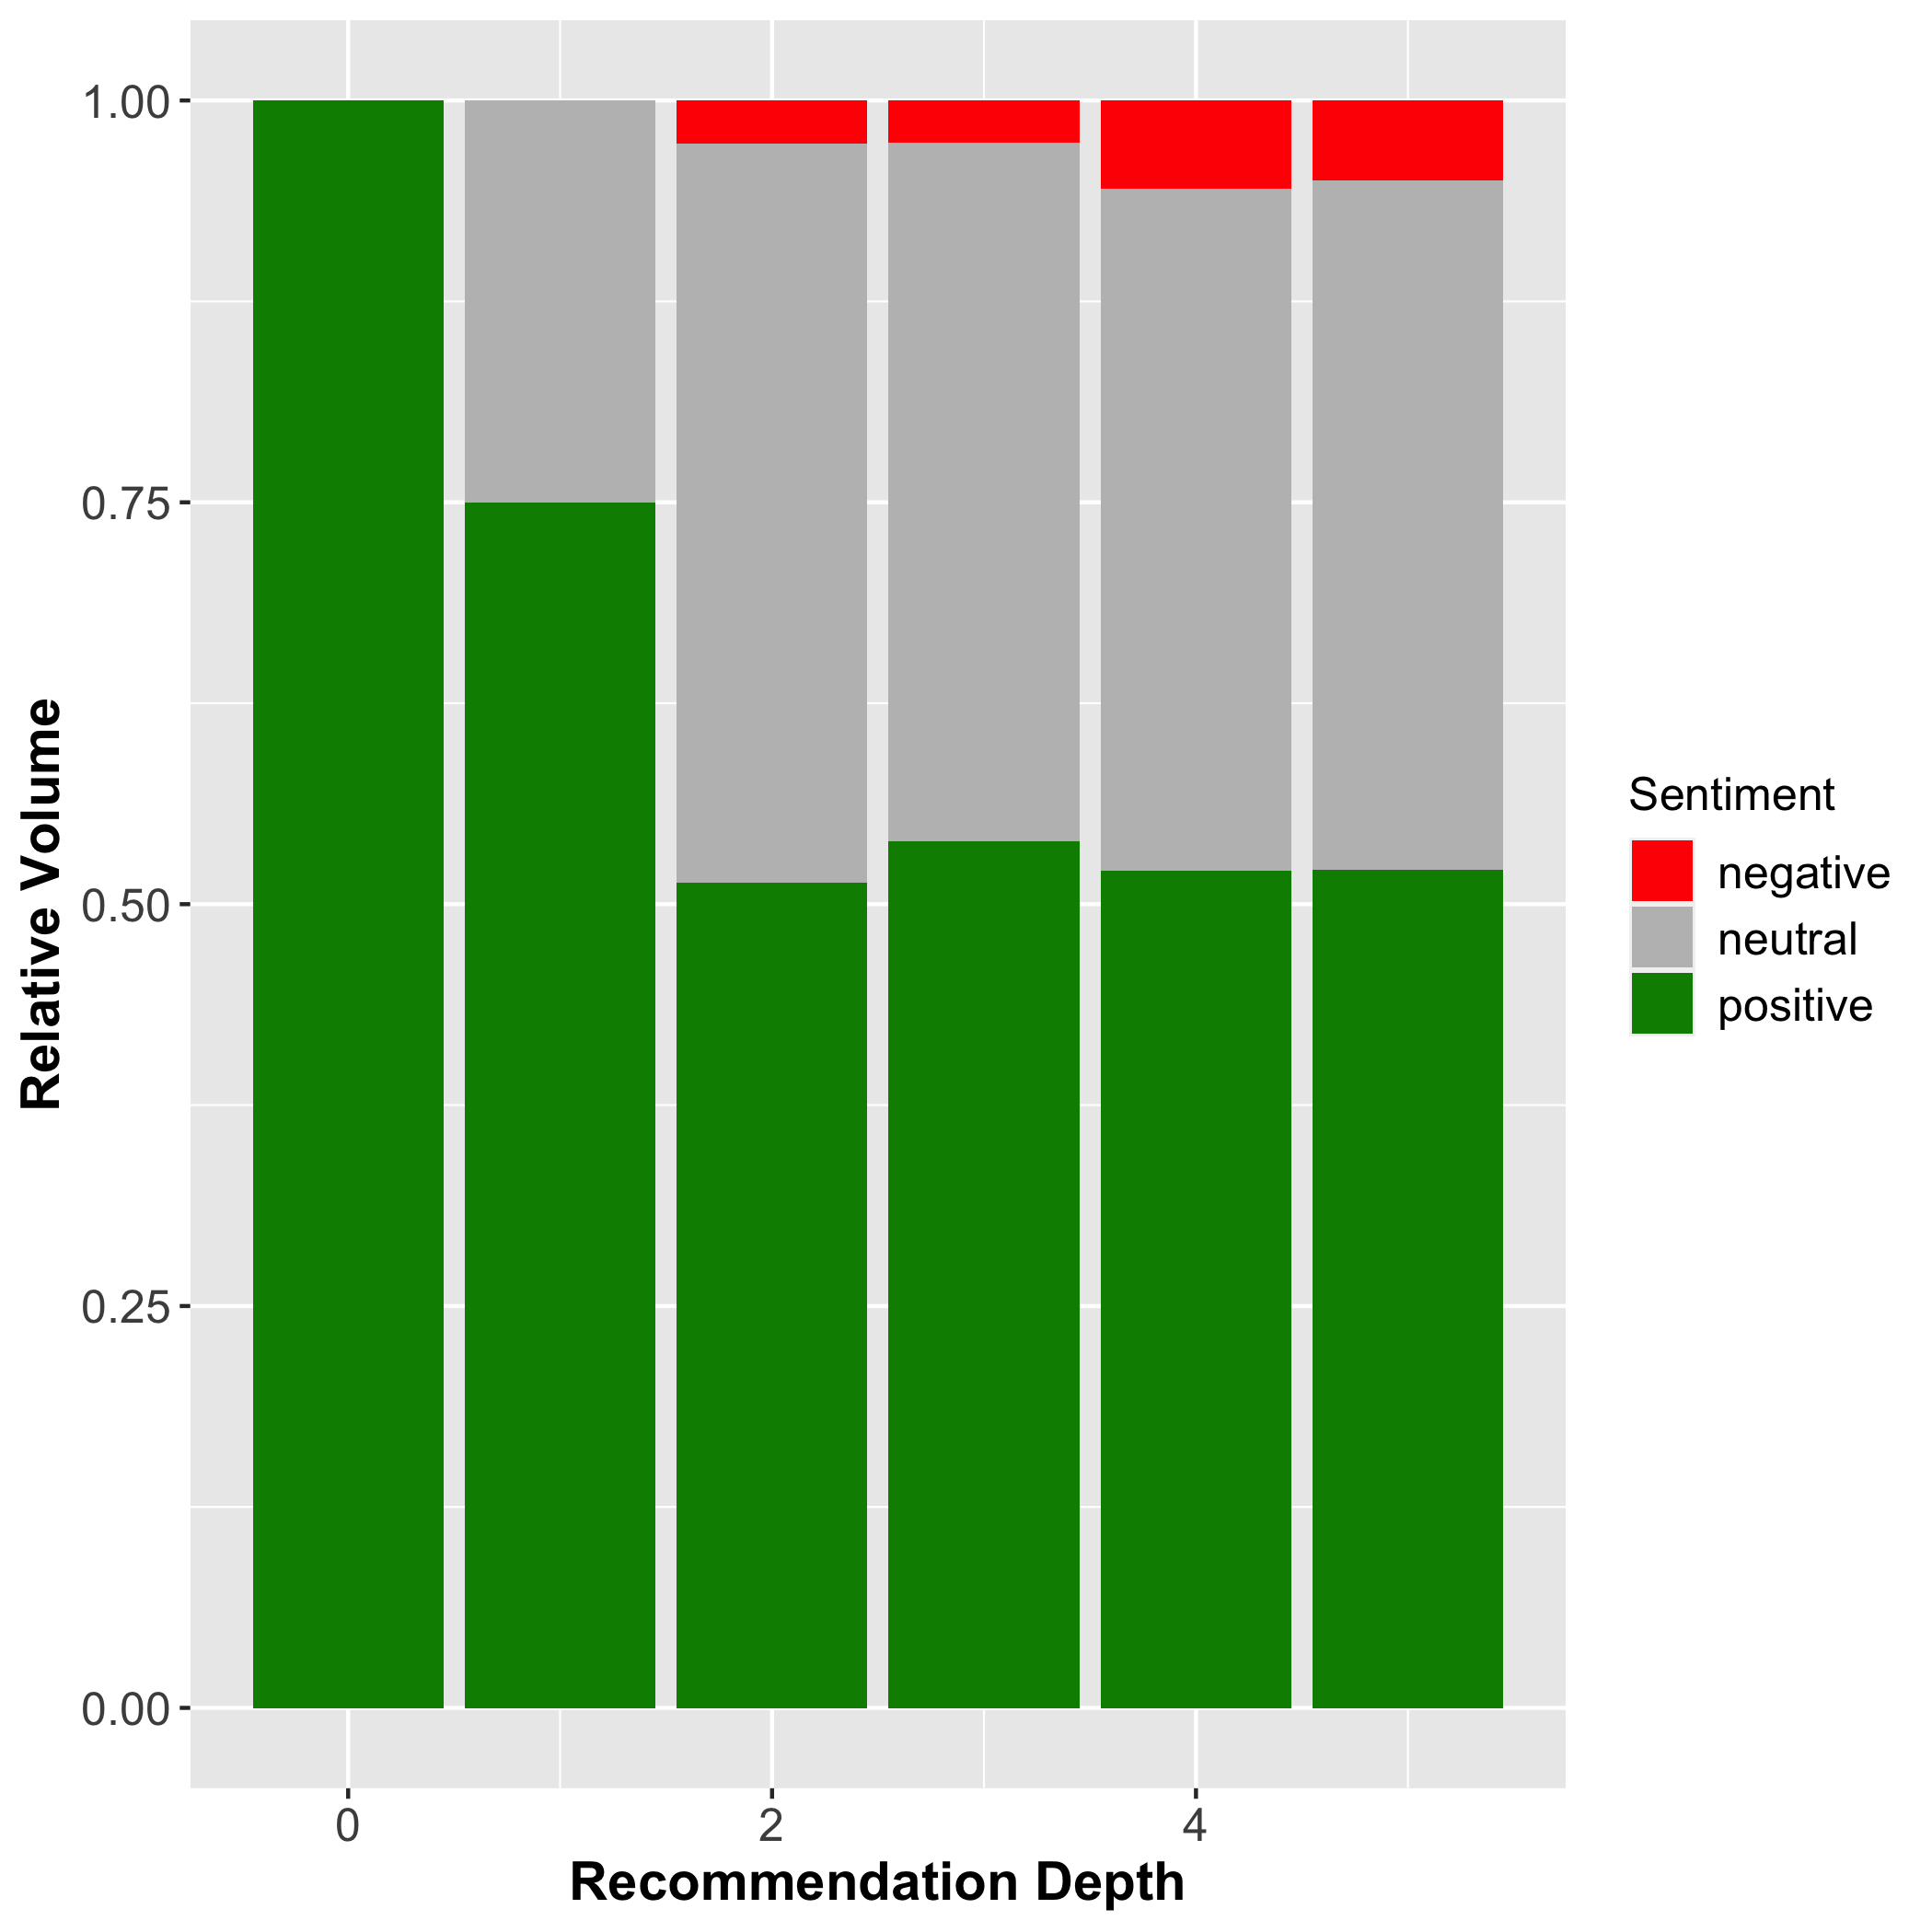 1.00
0.75
0.50
0.25
0.00
Relative Volume
0
2
4
Recommendation Depth
Sentiment
negative
neutral
positive